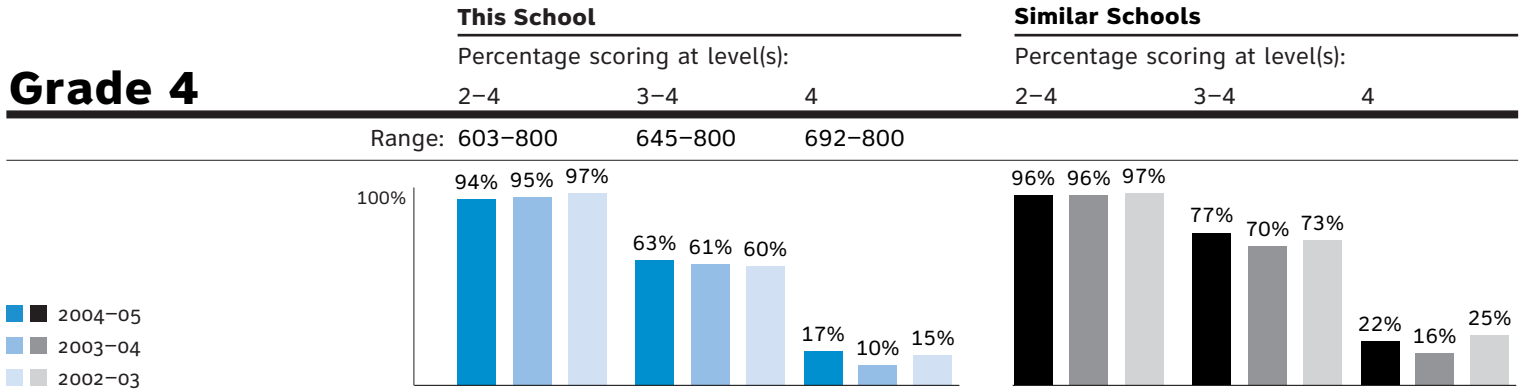 This School Similar Schools
Percentage scoring at level(s): Percentage scoring at level(s):
Grade 4 2–4 3–4 4 2–4 3–4 4
Range: 603–800 645–800 692–800
94% 95% 97% 96% 96% 97%
100%
77% 70% 73%
63% 61% 60%
2004–05
17% 10% 15% 22% 16% 25%
2003–04
2002–03